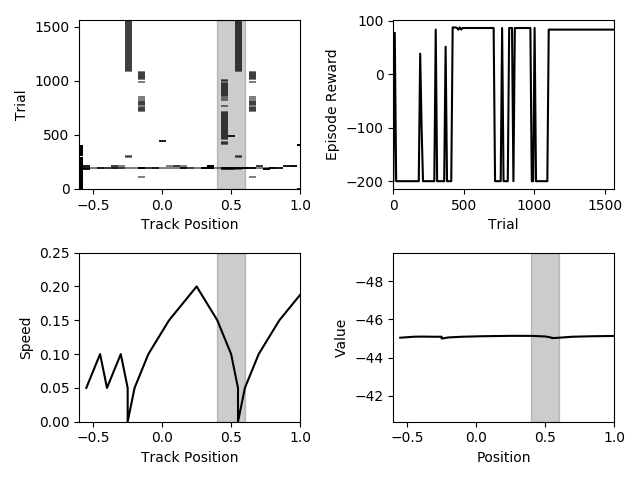 1500
1000
500
0
Trial
−0.5 0.0 0.5 1.0
Track Position
100
0
−100
−200
Episode Reward
0 500 1000 1500
Trial
0.25
0.20
0.15
0.10
0.05
0.00
Speed
−0.5 0.0 0.5 1.0
Track Position
−48
−46
−44
−42
Value
−0.5 0.0 0.5 1.0
Position